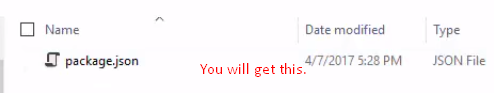 Name Date modified Type
package.json 4/7/2017 5:28 PM JSON File
You will get this.